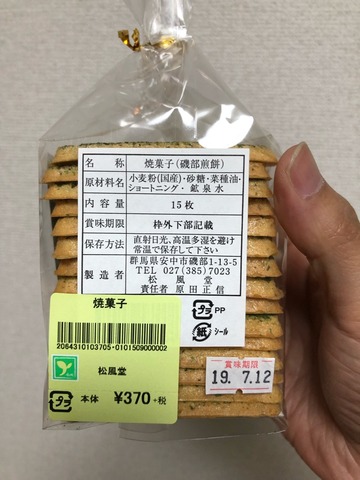 名 称 焼菓子(磯部煎餅)
原材料名 小麦粉(国産)・砂糖・菜種油・
ショートニング・ 鉱 泉 水
内 容 量 15枚
賞味期限 枠外下部記載
保存方法 直射日光、高温多湿を避け
常温で保存して下さい
製 造 者 群馬県安中市磯部1-13-5
TEL 027(385)7023
松 風 堂
責任者 原田正信
プラ PP
紙 シール
焼菓子
2064310103705-0101509000002
松風堂
プラ 本体 ¥370+税
賞味期限
19. 7.12